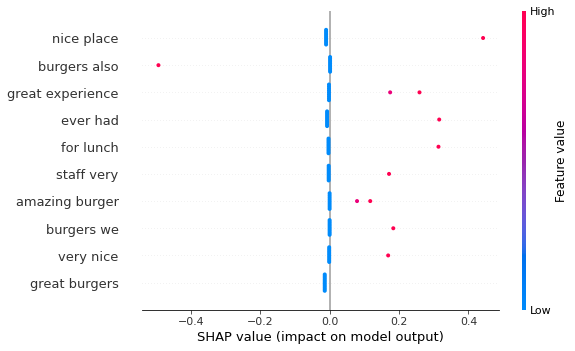 High
nice place
burgers also
great experience
ever had
for lunch
staff very
amazing burger
burgers we
very nice
great burgers
Feature value
Low
−0.4 −0.2 0.0 0.2 0.4
SHAP value (impact on model output)